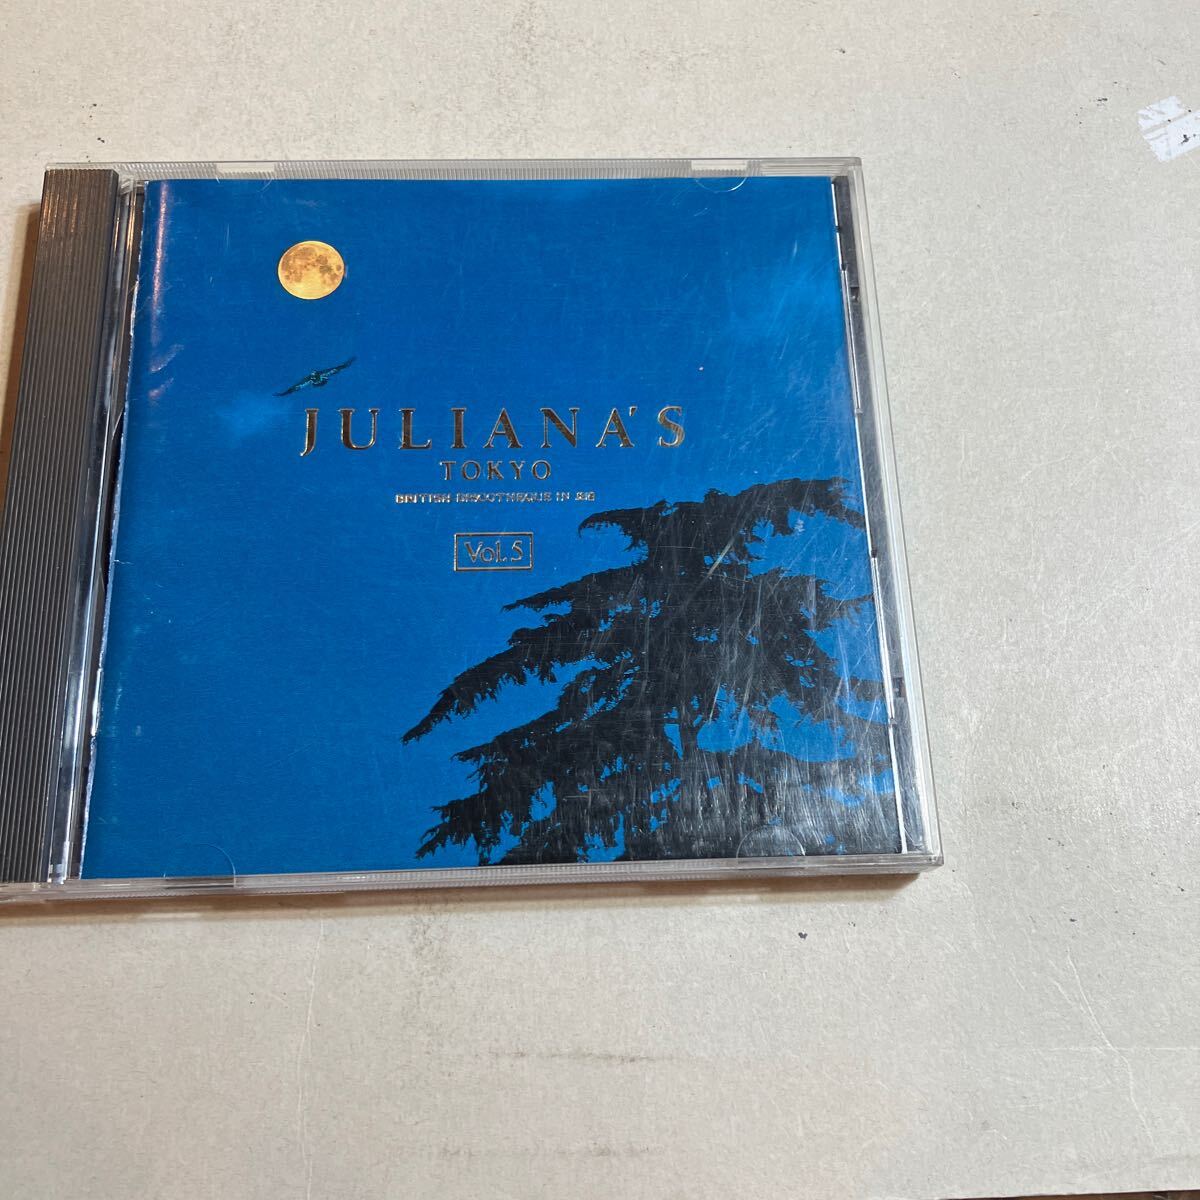 JULIANA'S
TOKYO
BRITISH DISCOTHEQUE IN 芝浦
Vol.5